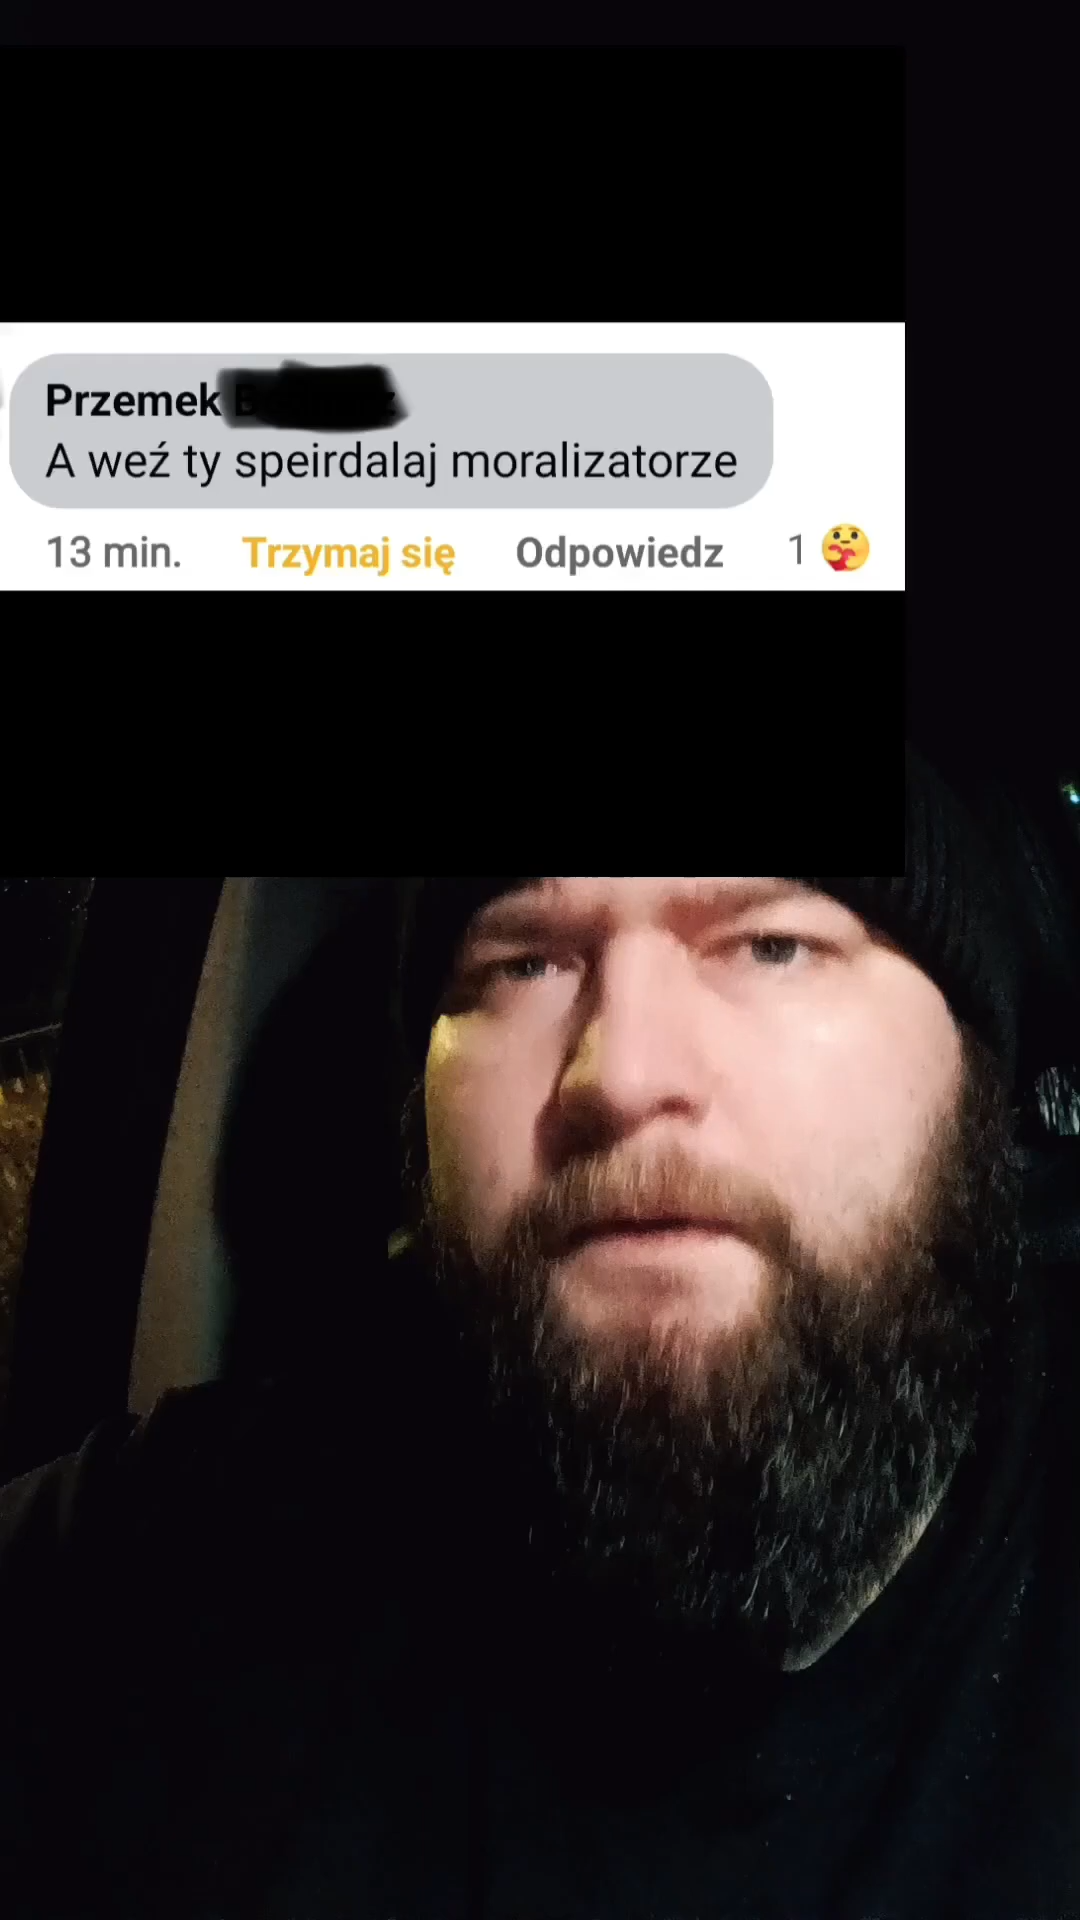 Przemek
A weź ty speirdalaj moralizatorze
13 min. Trzymaj się Odpowiedz 1